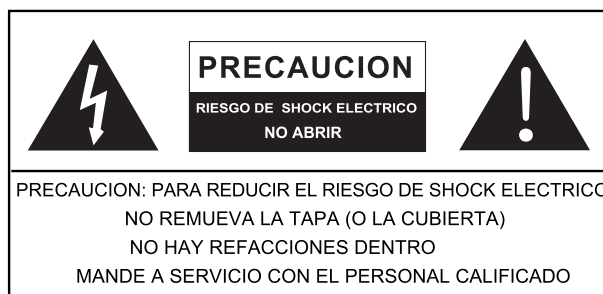 PRECAUCION
RIESGO DE SHOCK ELECTRICO
NO ABRIR
PRECAUCION: PARA REDUCIR EL RIESGO DE SHOCK ELECTRICO
NO REMUEVA LA TAPA (O LA CUBIERTA)
NO HAY REFACCIONES DENTRO
MANDE A SERVICIO CON EL PERSONAL CALIFICADO